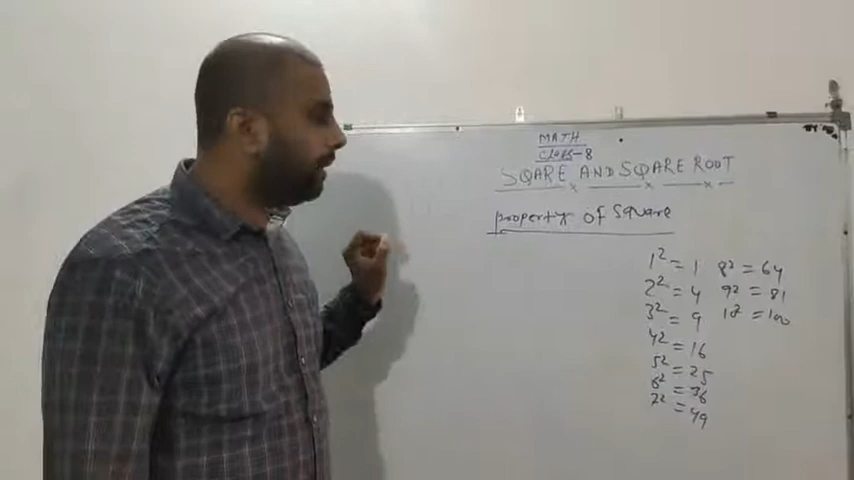 MATH
Class-8
SQARE AND SQARE ROOT
property of Square
1² = 1
2² = 4
3² = 9
4² = 16
5² = 25
6² = 36
7² = 49
8² = 64
9² = 81
10² = 100